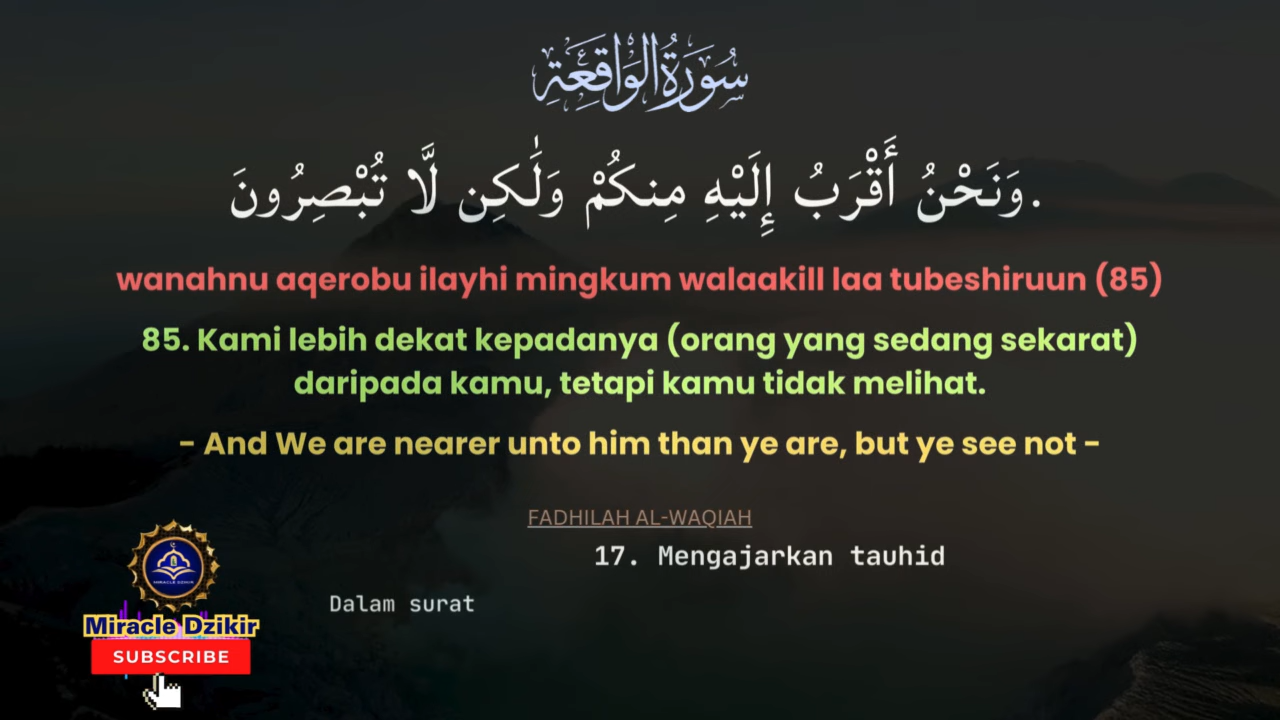 سُورَةُ الوَاقِعَةِ
وَنَحْنُ أَقْرَبُ إِلَيْهِ مِنكُمْ وَلَٰكِن لَّا تُبْصِرُونَ.
wanahnu aqerobu ilayhi mingkum walaakill laa tubeshiruun (85)
85. Kami lebih dekat kepadanya (orang yang sedang sekarat)
daripada kamu, tetapi kamu tidak melihat.
- And We are nearer unto him than ye are, but ye see not -
FADHILAH AL-WAQIAH
17. Mengajarkan tauhid
Dalam surat
MIRACLE DZIKIR
Miracle Dzikir
SUBSCRIBE